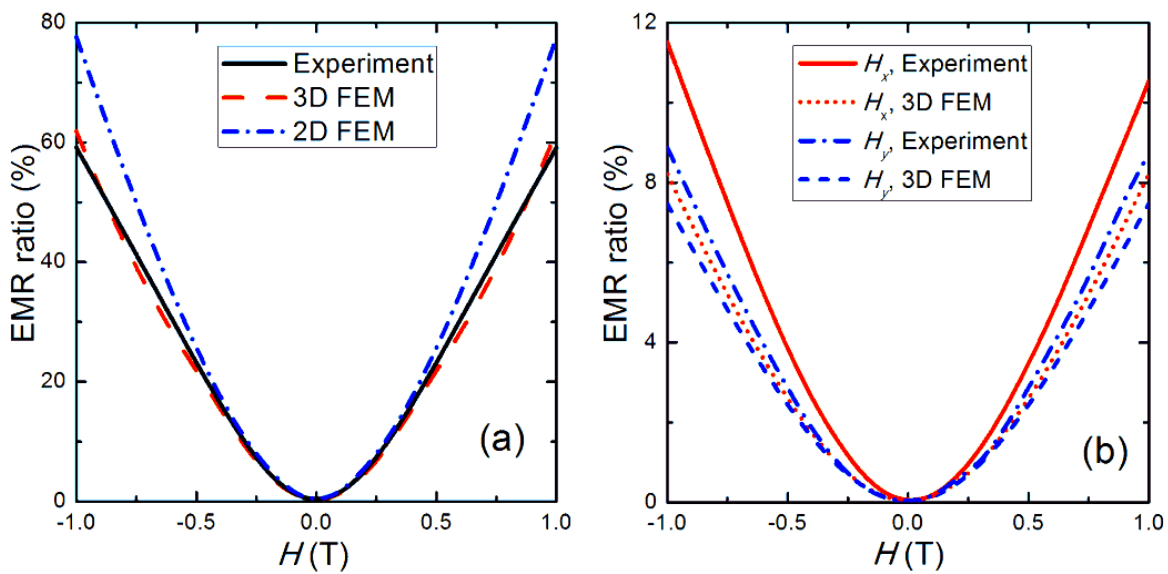 80
60
40
20
0
EMR ratio (%)
-1.0 -0.5 0.0 0.5 1.0
H (T)
Experiment
3D FEM
2D FEM
(a)
12
8
4
0
EMR ratio (%)
-1.0 -0.5 0.0 0.5 1.0
H (T)
Hx, Experiment
Hx, 3D FEM
Hy, Experiment
Hy, 3D FEM
(b)